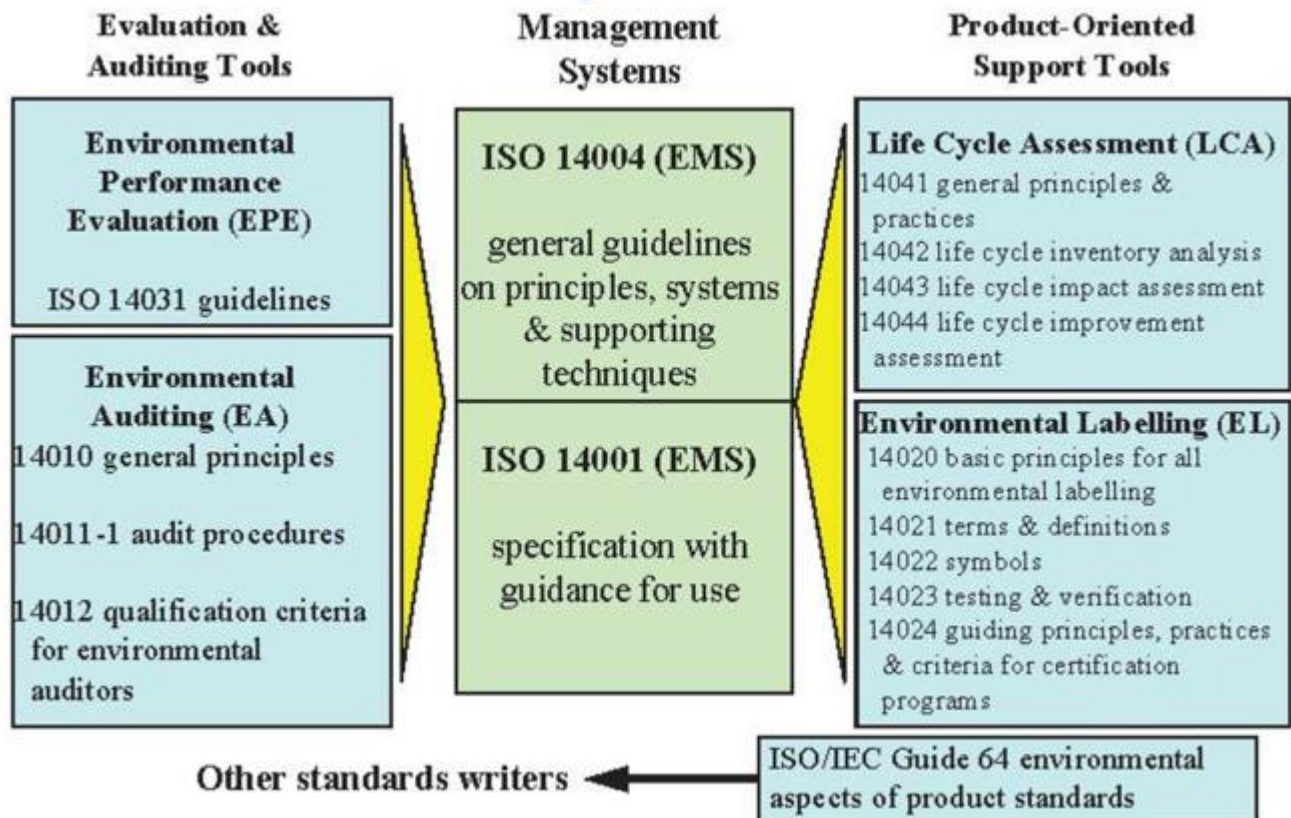 Evaluation &
Auditing Tools
Environmental
Performance
Evaluation (EPE)
ISO 14031 guidelines
Environmental
Auditing (EA)
14010 general principles
14011-1 audit procedures
14012 qualification criteria
for environmental
auditors
Management
Systems
ISO 14004 (EMS)
general guidelines
on principles, systems
& supporting
techniques
ISO 14001 (EMS)
specification with
guidance for use
Product-Oriented
Support Tools
Life Cycle Assessment (LCA)
14041 general principles &
practices
14042 life cycle inventory analysis
14043 life cycle impact assessment
14044 life cycle improvement
assessment
Environmental Labelling (EL)
14020 basic principles for all
environmental labelling
14021 terms & definitions
14022 symbols
14023 testing & verification
14024 guiding principles, practices
& criteria for certification
programs
Other standards writers
ISO/IEC Guide 64 environmental
aspects of product standards